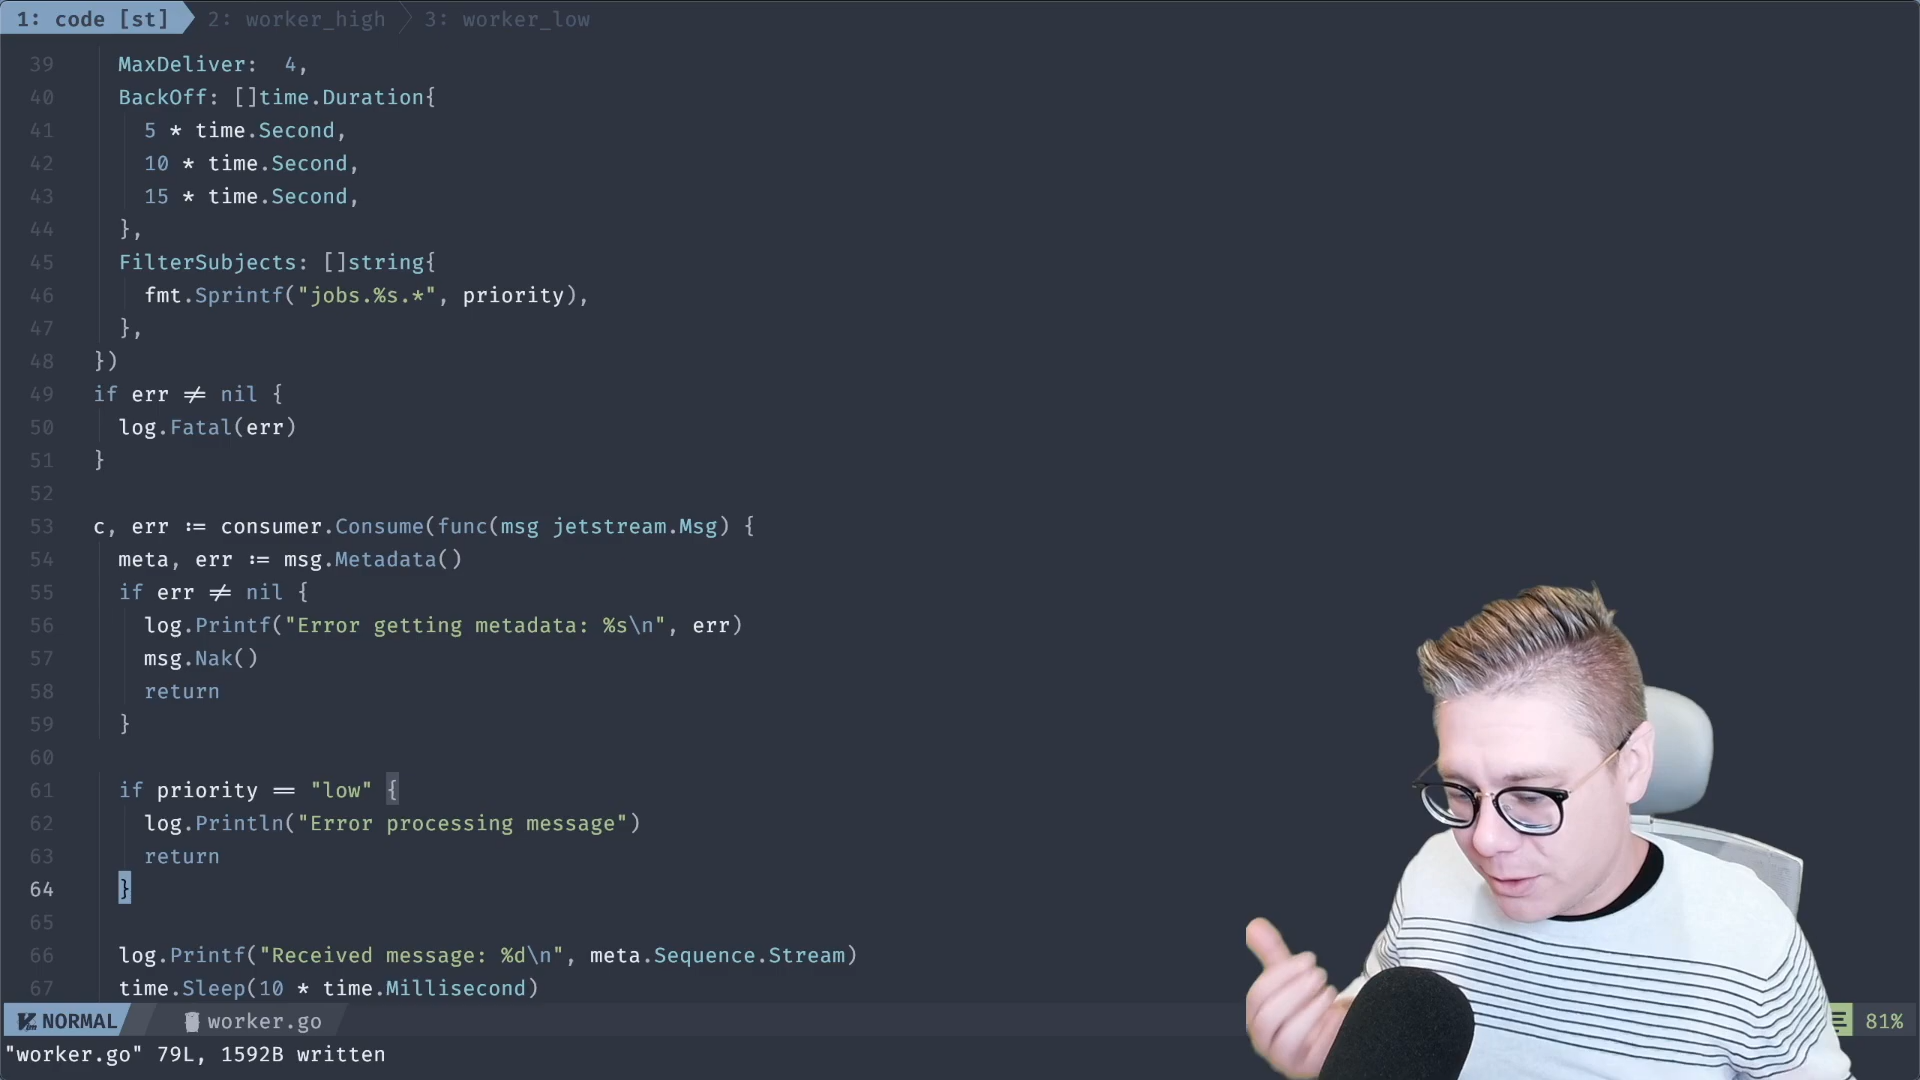 1: code [st] 2: worker_high 3: worker_low
39 MaxDeliver: 4,
40 BackOff: []time.Duration{
41 5 * time.Second,
42 10 * time.Second,
43 15 * time.Second,
44 },
45 FilterSubjects: []string{
46 fmt.Sprintf("jobs.%s.*", priority),
47 },
48 })
49 if err ≠ nil {
50 log.Fatal(err)
51 }
52
53 c, err := consumer.Consume(func(msg jetstream.Msg) {
54 meta, err := msg.Metadata()
55 if err ≠ nil {
56 log.Printf("Error getting metadata: %s\n", err)
57 msg.Nak()
58 return
59 }
60
61 if priority == "low" {
62 log.Println("Error processing message")
63 return
64 }
65
66 log.Printf("Received message: %d\n", meta.Sequence.Stream)
67 time.Sleep(10 * time.Millisecond)
NORMAL worker.go 81%
"worker.go" 79L, 1592B written